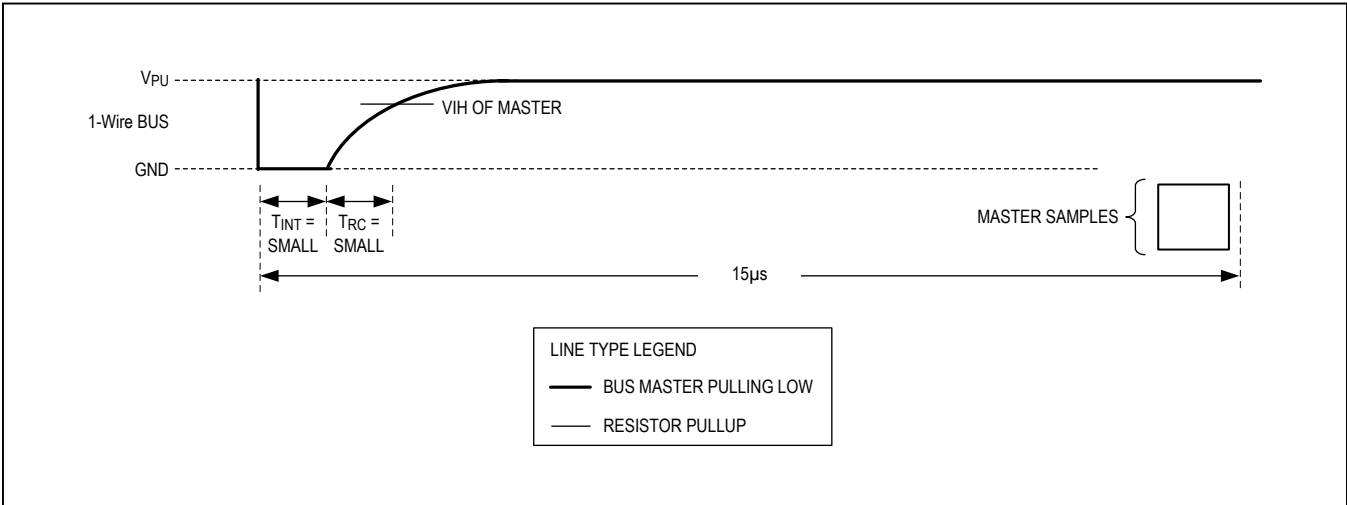 VPU
VIH OF MASTER
1-Wire BUS
GND
MASTER SAMPLES
TINT =
SMALL
TRC =
SMALL
15µs
LINE TYPE LEGEND
BUS MASTER PULLING LOW
RESISTOR PULLUP